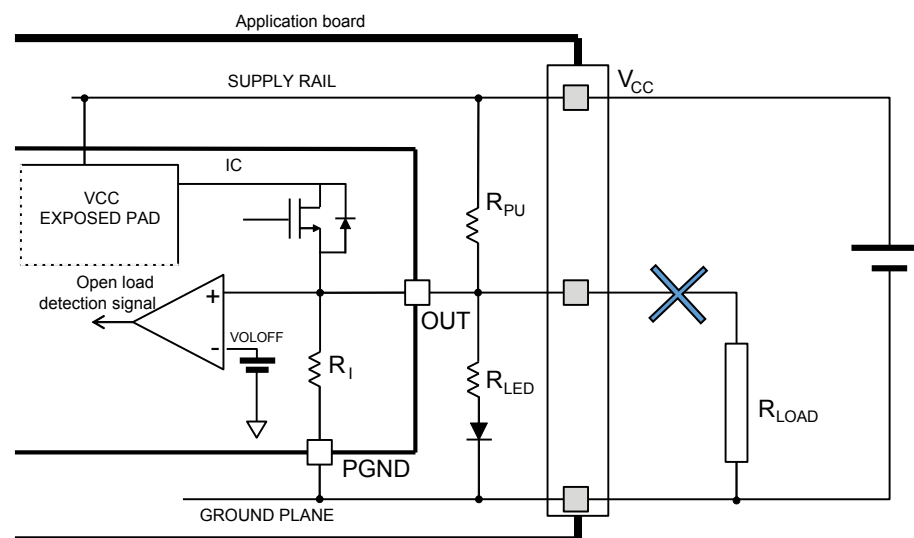 Application board
SUPPLY RAIL
V_CC
IC
VCC
EXPOSED PAD
R_PU
Open load
detection signal
+
-
VOLOFF
OUT
R_I
R_LED
R_LOAD
PGND
GROUND PLANE